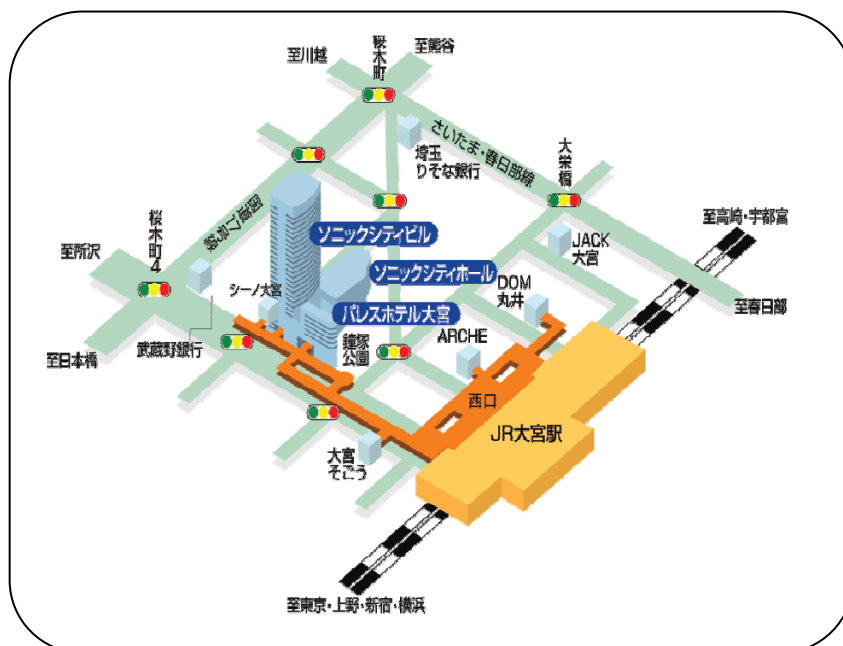 至川越
桜木町
至熊谷
さいたま・春日部線
埼玉
りそな銀行
大栄橋
至高崎・宇都宮
国道17号線
桜木町4
至所沢
ソニックシティビル
JACK
大宮
ソニックシティホール
シーノ大宮
DOM
丸井
至春日部
パレスホテル大宮
ARCHE
鐘塚
公園
武蔵野銀行
至日本橋
西口
JR大宮駅
大宮
そごう
至東京・上野・新宿・横浜